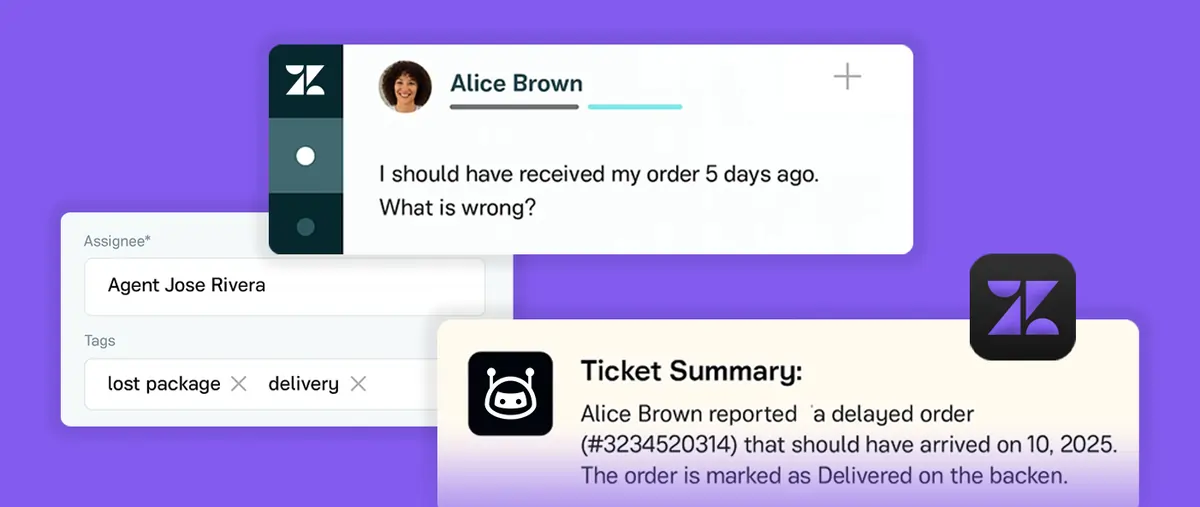 Alice Brown
I should have received my order 5 days ago.
What is wrong?
Assignee*
Agent Jose Rivera
Tags
lost package delivery
Ticket Summary:
Alice Brown reported a delayed order
(#3234520314) that should have arrived on 10, 2025.
The order is marked as Delivered on the backen.